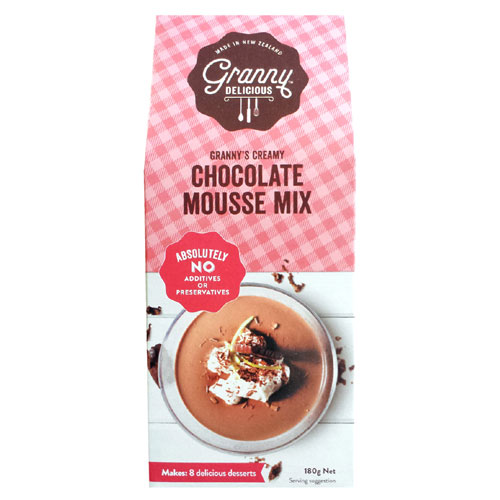 MADE IN NEW ZEALAND
Granny
DELICIOUS
GRANNY'S CREAMY
CHOCOLATE
MOUSSE MIX
ABSOLUTELY
NO
ADDITIVES
OR
PRESERVATIVES
Makes: 8 delicious desserts
180g Net
Serving suggestion